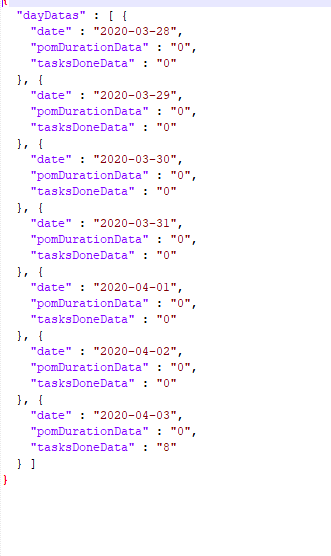 {
"dayDatas" : [ {
"date" : "2020-03-28",
"pomDurationData" : "0",
"tasksDoneData" : "0"
}, {
"date" : "2020-03-29",
"pomDurationData" : "0",
"tasksDoneData" : "0"
}, {
"date" : "2020-03-30",
"pomDurationData" : "0",
"tasksDoneData" : "0"
}, {
"date" : "2020-03-31",
"pomDurationData" : "0",
"tasksDoneData" : "0"
}, {
"date" : "2020-04-01",
"pomDurationData" : "0",
"tasksDoneData" : "0"
}, {
"date" : "2020-04-02",
"pomDurationData" : "0",
"tasksDoneData" : "0"
}, {
"date" : "2020-04-03",
"pomDurationData" : "0",
"tasksDoneData" : "8"
} ]
}